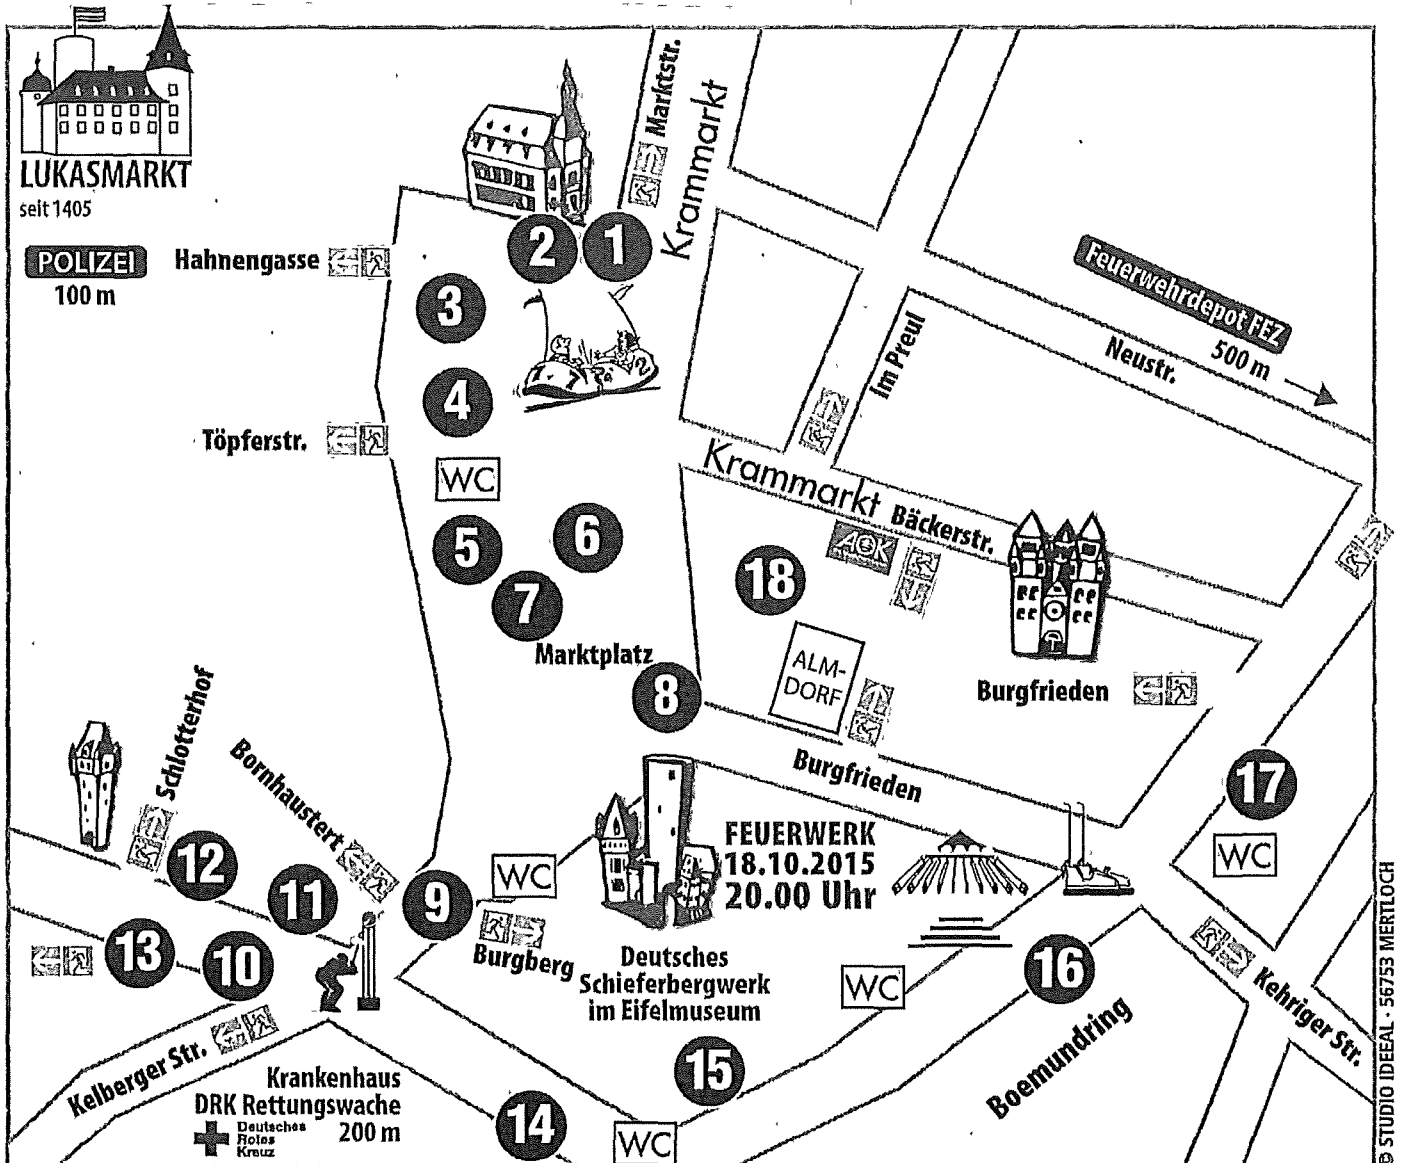 LUKASMARKT
seit 1405
POLIZEI
100 m
Hahnengasse
Marktstr.
Krammarkt
2
1
3
4
Töpferstr.
WC
5
6
7
Marktplatz
8
Feuerwehrdepot FEZ
500 m
Neustr.
Im Preul
Krammarkt
Bäckerstr.
AOK
18
ALM-
DORF
Burgfrieden
Burgfrieden
17
WC
Schlotterhof
Bornhaustert
12
11
9
WC
13
10
Burgberg
FEUERWERK
18.10.2015
20.00 Uhr
Deutsches
Schieferbergwerk
im Eifelmuseum
WC
16
Kehriger Str.
Boemundring
15
Kelberger Str.
Krankenhaus
DRK Rettungswache
200 m
Deutsches
Rotes
Kreuz
14
WC
© STUDIO IDEEAL · 56753 MERTLOCH